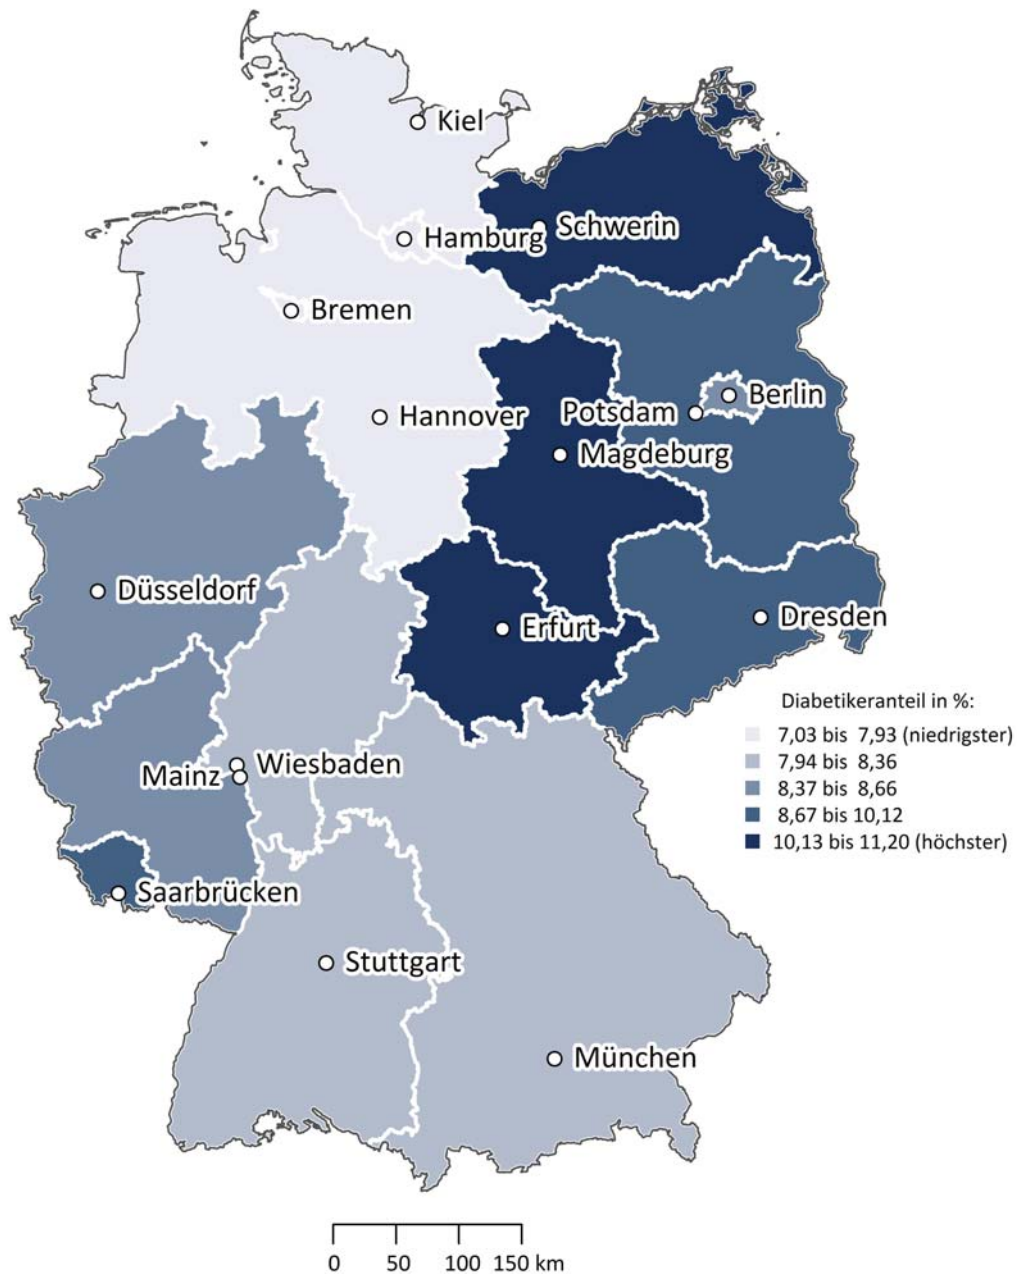 Kiel
Schwerin
Hamburg
Bremen
Berlin
Potsdam
Hannover
Magdeburg
Düsseldorf
Dresden
Erfurt
Diabetikeranteil in %:
7,03 bis 7,93 (niedrigster)
7,94 bis 8,36
8,37 bis 8,66
8,67 bis 10,12
10,13 bis 11,20 (höchster)
Wiesbaden
Mainz
Saarbrücken
Stuttgart
München
0 50 100 150 km